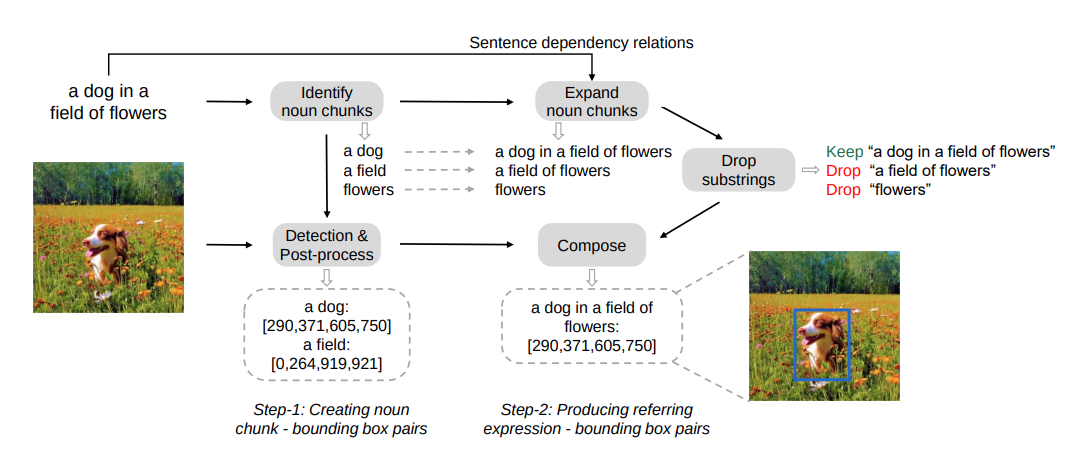 Sentence dependency relations
a dog in a
field of flowers
Identify
noun chunks
Expand
noun chunks
a dog
a field
flowers
a dog in a field of flowers
a field of flowers
flowers
Drop
substrings
Keep “a dog in a field of flowers”
Drop “a field of flowers”
Drop “flowers”
Detection &
Post-process
Compose
a dog:
[290,371,605,750]
a field:
[0,264,919,921]
a dog in a field of
flowers:
[290,371,605,750]
Step-1: Creating noun
chunk - bounding box pairs
Step-2: Producing referring
expression - bounding box pairs